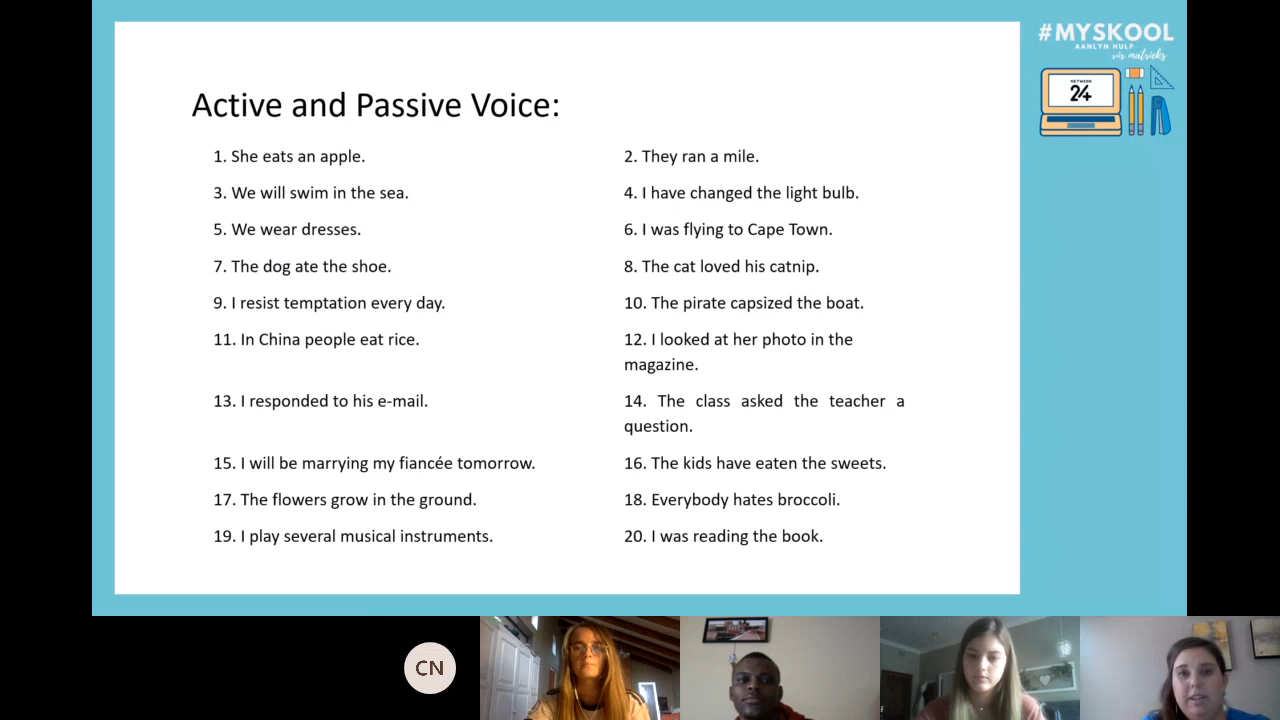 #MYSKOOL
AANLYN HULP
vir matrieks
NETWERK
24
Active and Passive Voice:
1. She eats an apple.
2. They ran a mile.
3. We will swim in the sea.
4. I have changed the light bulb.
5. We wear dresses.
6. I was flying to Cape Town.
7. The dog ate the shoe.
8. The cat loved his catnip.
9. I resist temptation every day.
10. The pirate capsized the boat.
11. In China people eat rice.
12. I looked at her photo in the
magazine.
13. I responded to his e-mail.
14. The class asked the teacher a
question.
15. I will be marrying my fiancée tomorrow.
16. The kids have eaten the sweets.
17. The flowers grow in the ground.
18. Everybody hates broccoli.
19. I play several musical instruments.
20. I was reading the book.
CN